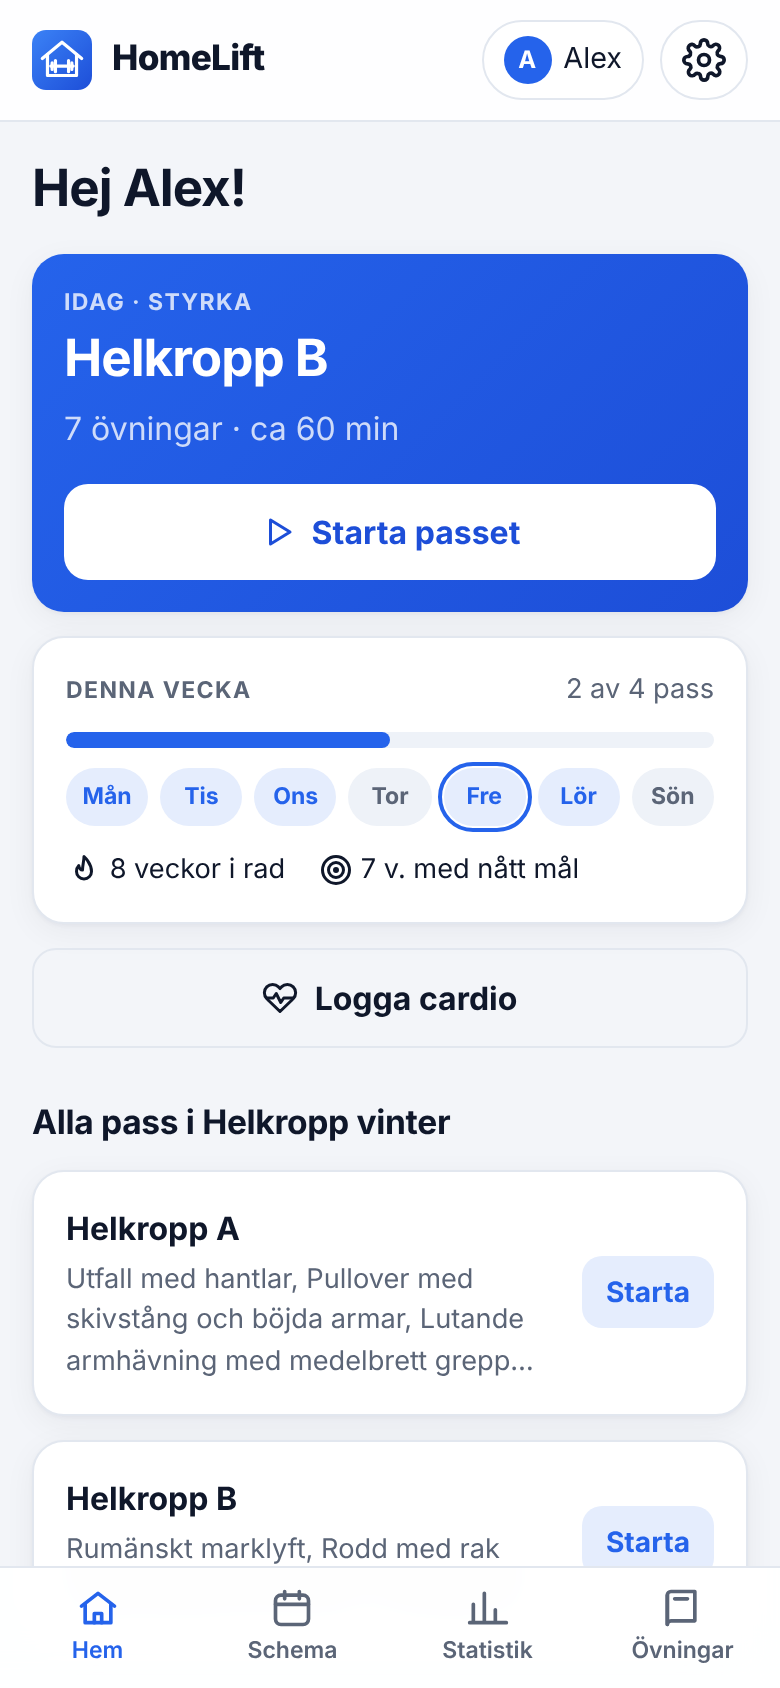 HomeLift
A Alex
Hej Alex!
IDAG · STYRKA
Helkropp B
7 övningar · ca 60 min
Starta passet
DENNA VECKA
2 av 4 pass
Mån Tis Ons Tor Fre Lör Sön
8 veckor i rad
7 v. med nått mål
Logga cardio
Alla pass i Helkropp vinter
Helkropp A
Utfall med hantlar, Pullover med
skivstång och böjda armar, Lutande
armhävning med medelbrett grepp...
Starta
Helkropp B
Rumänskt marklyft, Rodd med rak
Starta
Hem Schema Statistik Övningar